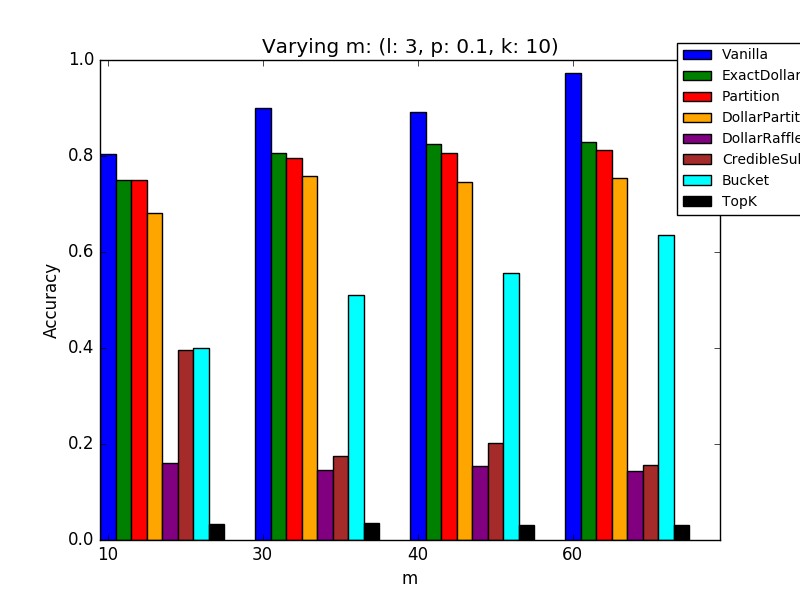 Varying m: (l: 3, p: 0.1, k: 10)
Vanilla
ExactDollar
Partition
DollarPartit
DollarRaffle
CredibleSu
Bucket
TopK
1.0
0.8
0.6
0.4
0.2
0.0
Accuracy
10 30 40 60
m